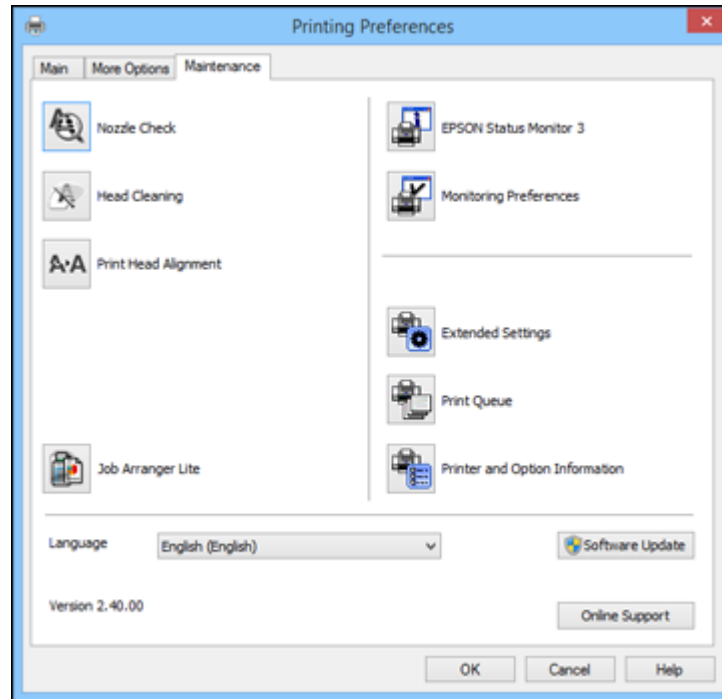 Printing Preferences
Main
More Options
Maintenance
Nozzle Check
Head Cleaning
A·A
Print Head Alignment
Job Arranger Lite
EPSON Status Monitor 3
Monitoring Preferences
Extended Settings
Print Queue
Printer and Option Information
Language
English (English)
Software Update
Version 2.40.00
Online Support
OK
Cancel
Help